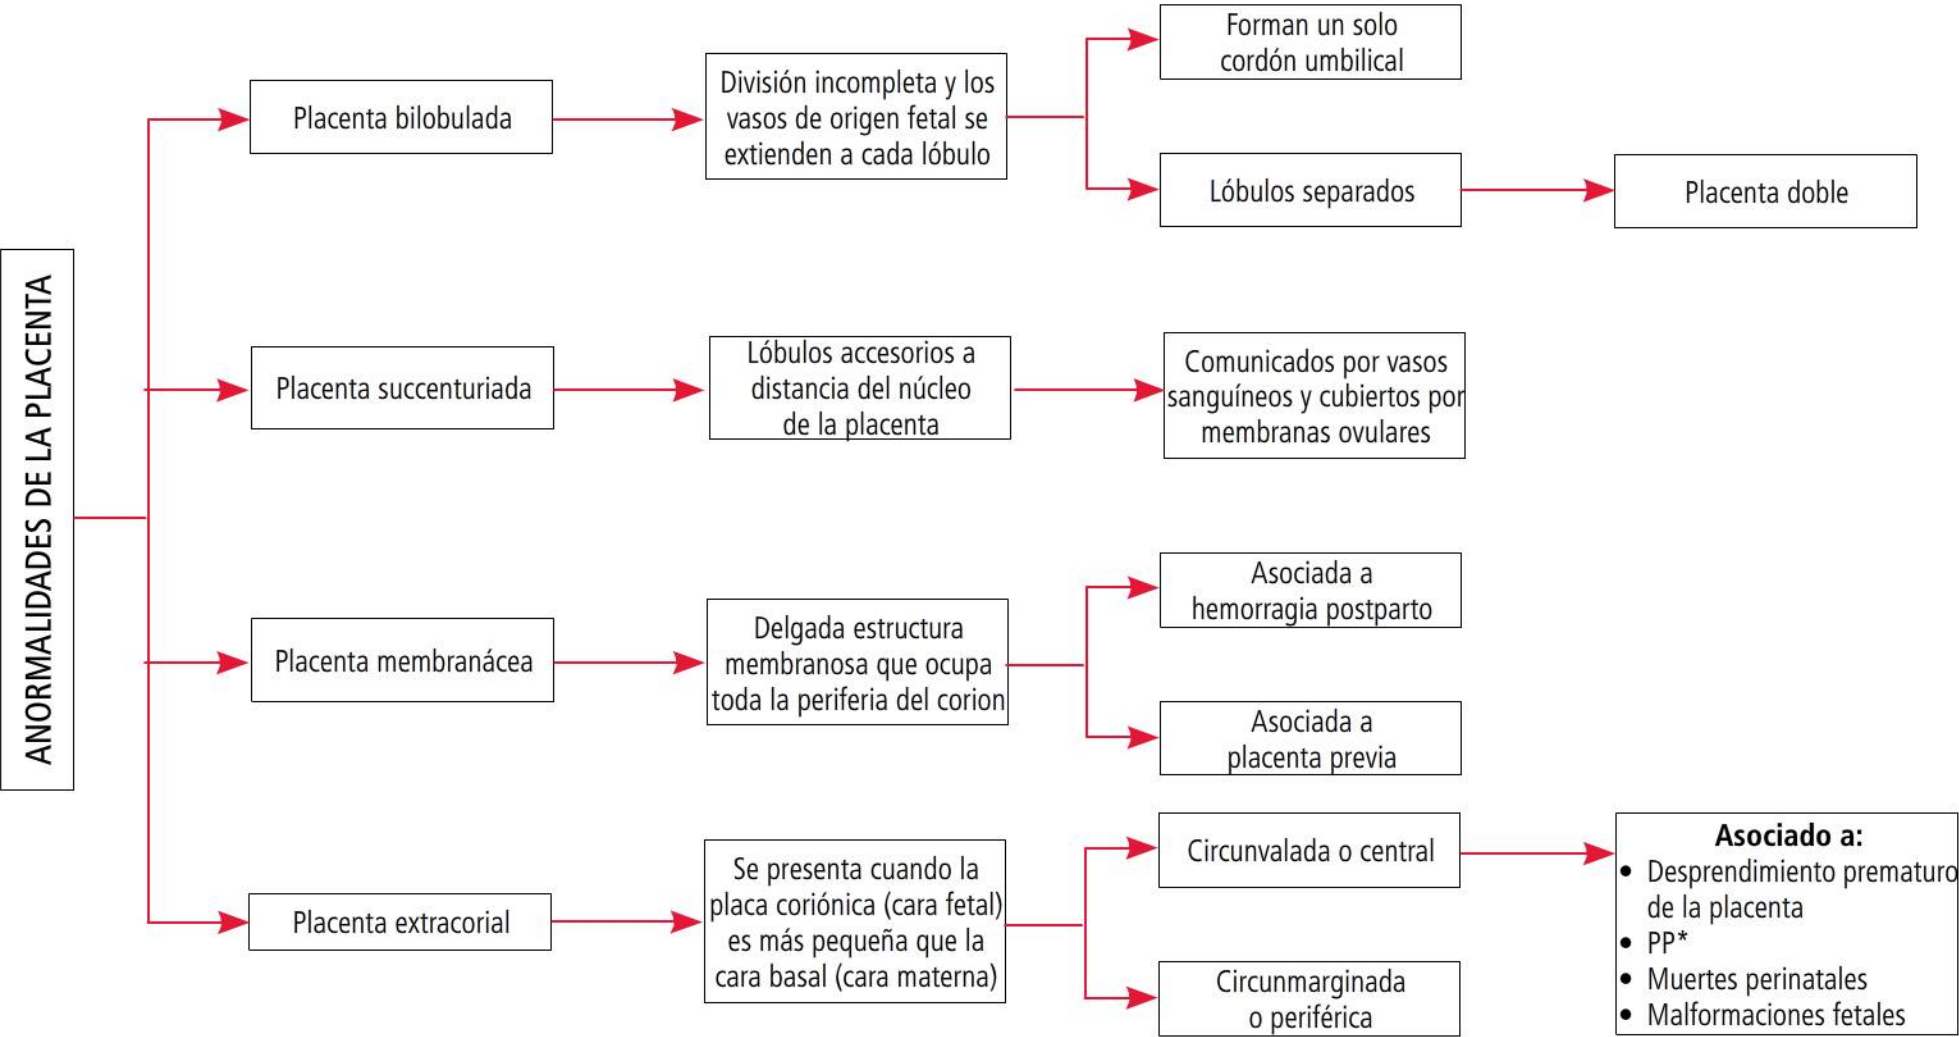 ANORMALIDADES DE LA PLACENTA
Placenta bilobulada
División incompleta y los
vasos de origen fetal se
extienden a cada lóbulo
Forman un solo
cordón umbilical
Lóbulos separados
Placenta doble
Placenta succenturiada
Lóbulos accesorios a
distancia del núcleo
de la placenta
Comunicados por vasos
sanguíneos y cubiertos por
membranas ovulares
Placenta membranácea
Delgada estructura
membranosa que ocupa
toda la periferia del corion
Asociada a
hemorragia postparto
Asociada a
placenta previa
Placenta extracorial
Se presenta cuando la
placa coriónica (cara fetal)
es más pequeña que la
cara basal (cara materna)
Circunvalada o central
Asociado a:
• Desprendimiento prematuro
de la placenta
• PP*
• Muertes perinatales
• Malformaciones fetales
Circunmarginada
o periférica